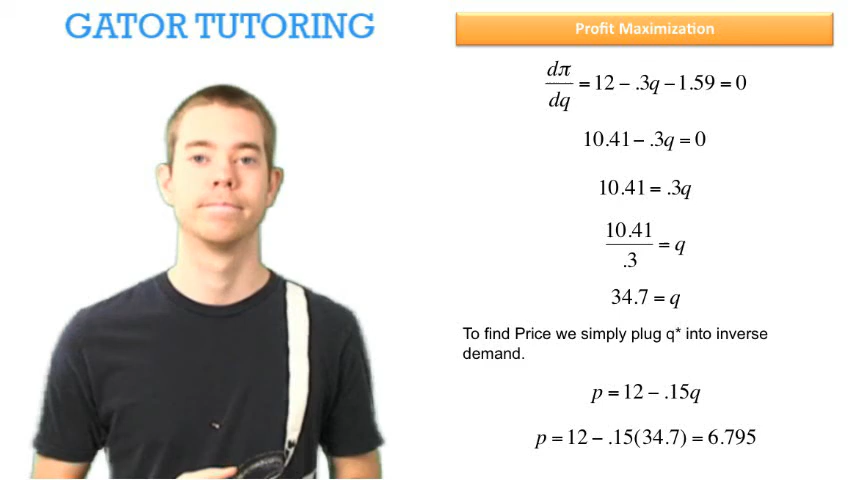 GATOR TUTORING
Profit Maximization
dπ/dq = 12 − .3q − 1.59 = 0
10.41 − .3q = 0
10.41 = .3q
10.41/.3 = q
34.7 = q
To find Price we simply plug q* into inverse
demand.
p = 12 − .15q
p = 12 − .15(34.7) = 6.795